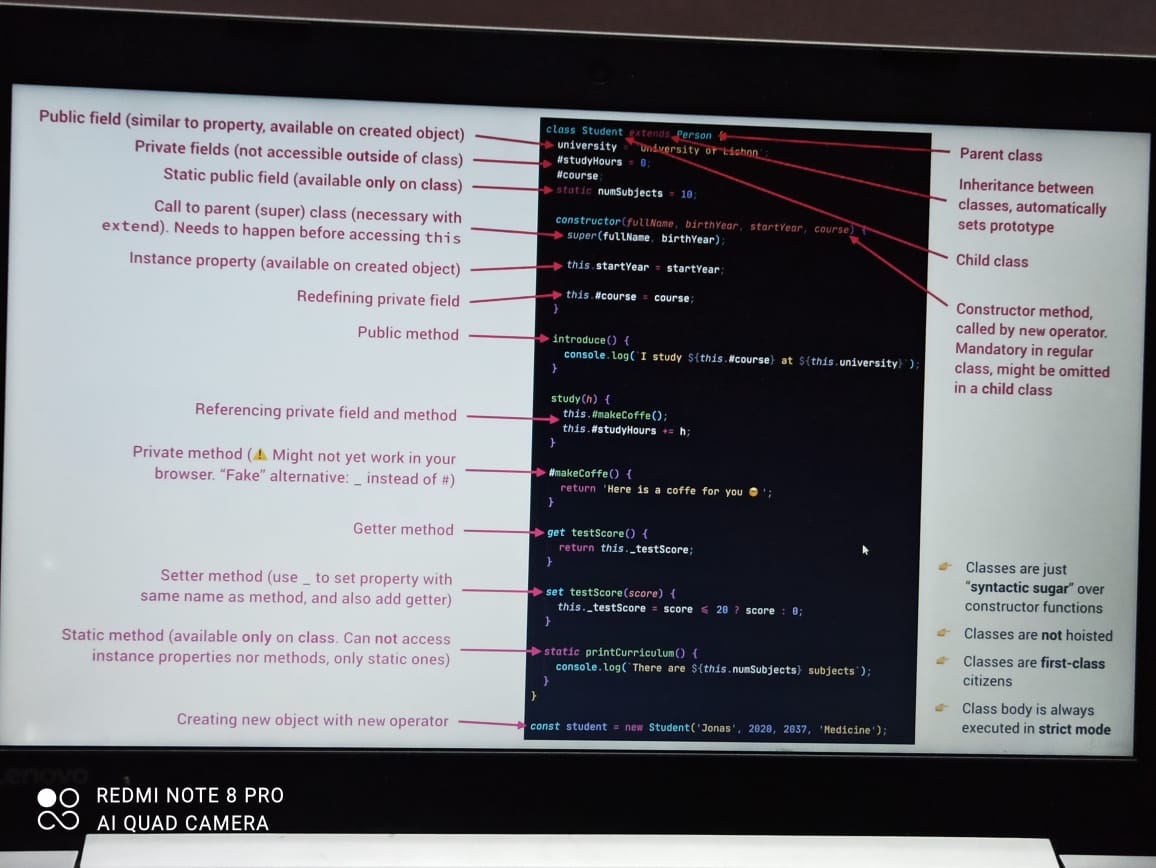 Public field (similar to property, available on created object)
Private fields (not accessible outside of class)
Static public field (available only on class)
Call to parent (super) class (necessary with
extend). Needs to happen before accessing this
Instance property (available on created object)
Redefining private field
Public method
Referencing private field and method
Private method (⚠️ Might not yet work in your
browser. “Fake” alternative: _ instead of #)
Getter method
Setter method (use _ to set property with
same name as method, and also add getter)
Static method (available only on class. Can not access
instance properties nor methods, only static ones)
Creating new object with new operator
class Student extends Person {
university = 'University of Lisbon';
#studyHours = 0;
#course;
static numSubjects = 10;
constructor(fullName, birthYear, startYear, course) {
super(fullName, birthYear);
this.startYear = startYear;
this.#course = course;
}
introduce() {
console.log(`I study ${this.#course} at ${this.university}`);
}
study(h) {
this.#makeCoffe();
this.#studyHours += h;
}
#makeCoffe() {
return 'Here is a coffe for you 😎';
}
get testScore() {
return this._testScore;
}
set testScore(score) {
this._testScore = score ≤ 20 ? score : 0;
}
static printCurriculum() {
console.log(`There are ${this.numSubjects} subjects`);
}
}
const student = new Student('Jonas', 2020, 2037, 'Medicine');
Parent class
Inheritance between
classes, automatically
sets prototype
Child class
Constructor method,
called by new operator.
Mandatory in regular
class, might be omitted
in a child class
👉 Classes are just
“syntactic sugar” over
constructor functions
👉 Classes are not hoisted
👉 Classes are first-class
citizens
👉 Class body is always
executed in strict mode
lenovo
REDMI NOTE 8 PRO
AI QUAD CAMERA